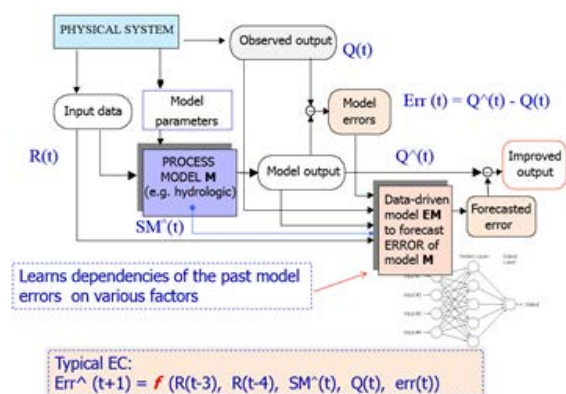 PHYSICAL SYSTEM
Observed output
Q(t)
Input data
Model
parameters
Model
errors
Err (t) = Q^(t) - Q(t)
R(t)
PROCESS
MODEL M
(e.g. hydrologic
Model output
Q^(t)
Improved
output
SM^(t)
Data-driven
model EM
to forecast
ERROR of
model M
Forecasted
error
Learns dependencies of the past model
errors on various factors
Typical EC:
Err^ (t+1) = f (R(t-3), R(t-4), SM^(t), Q(t), err(t))